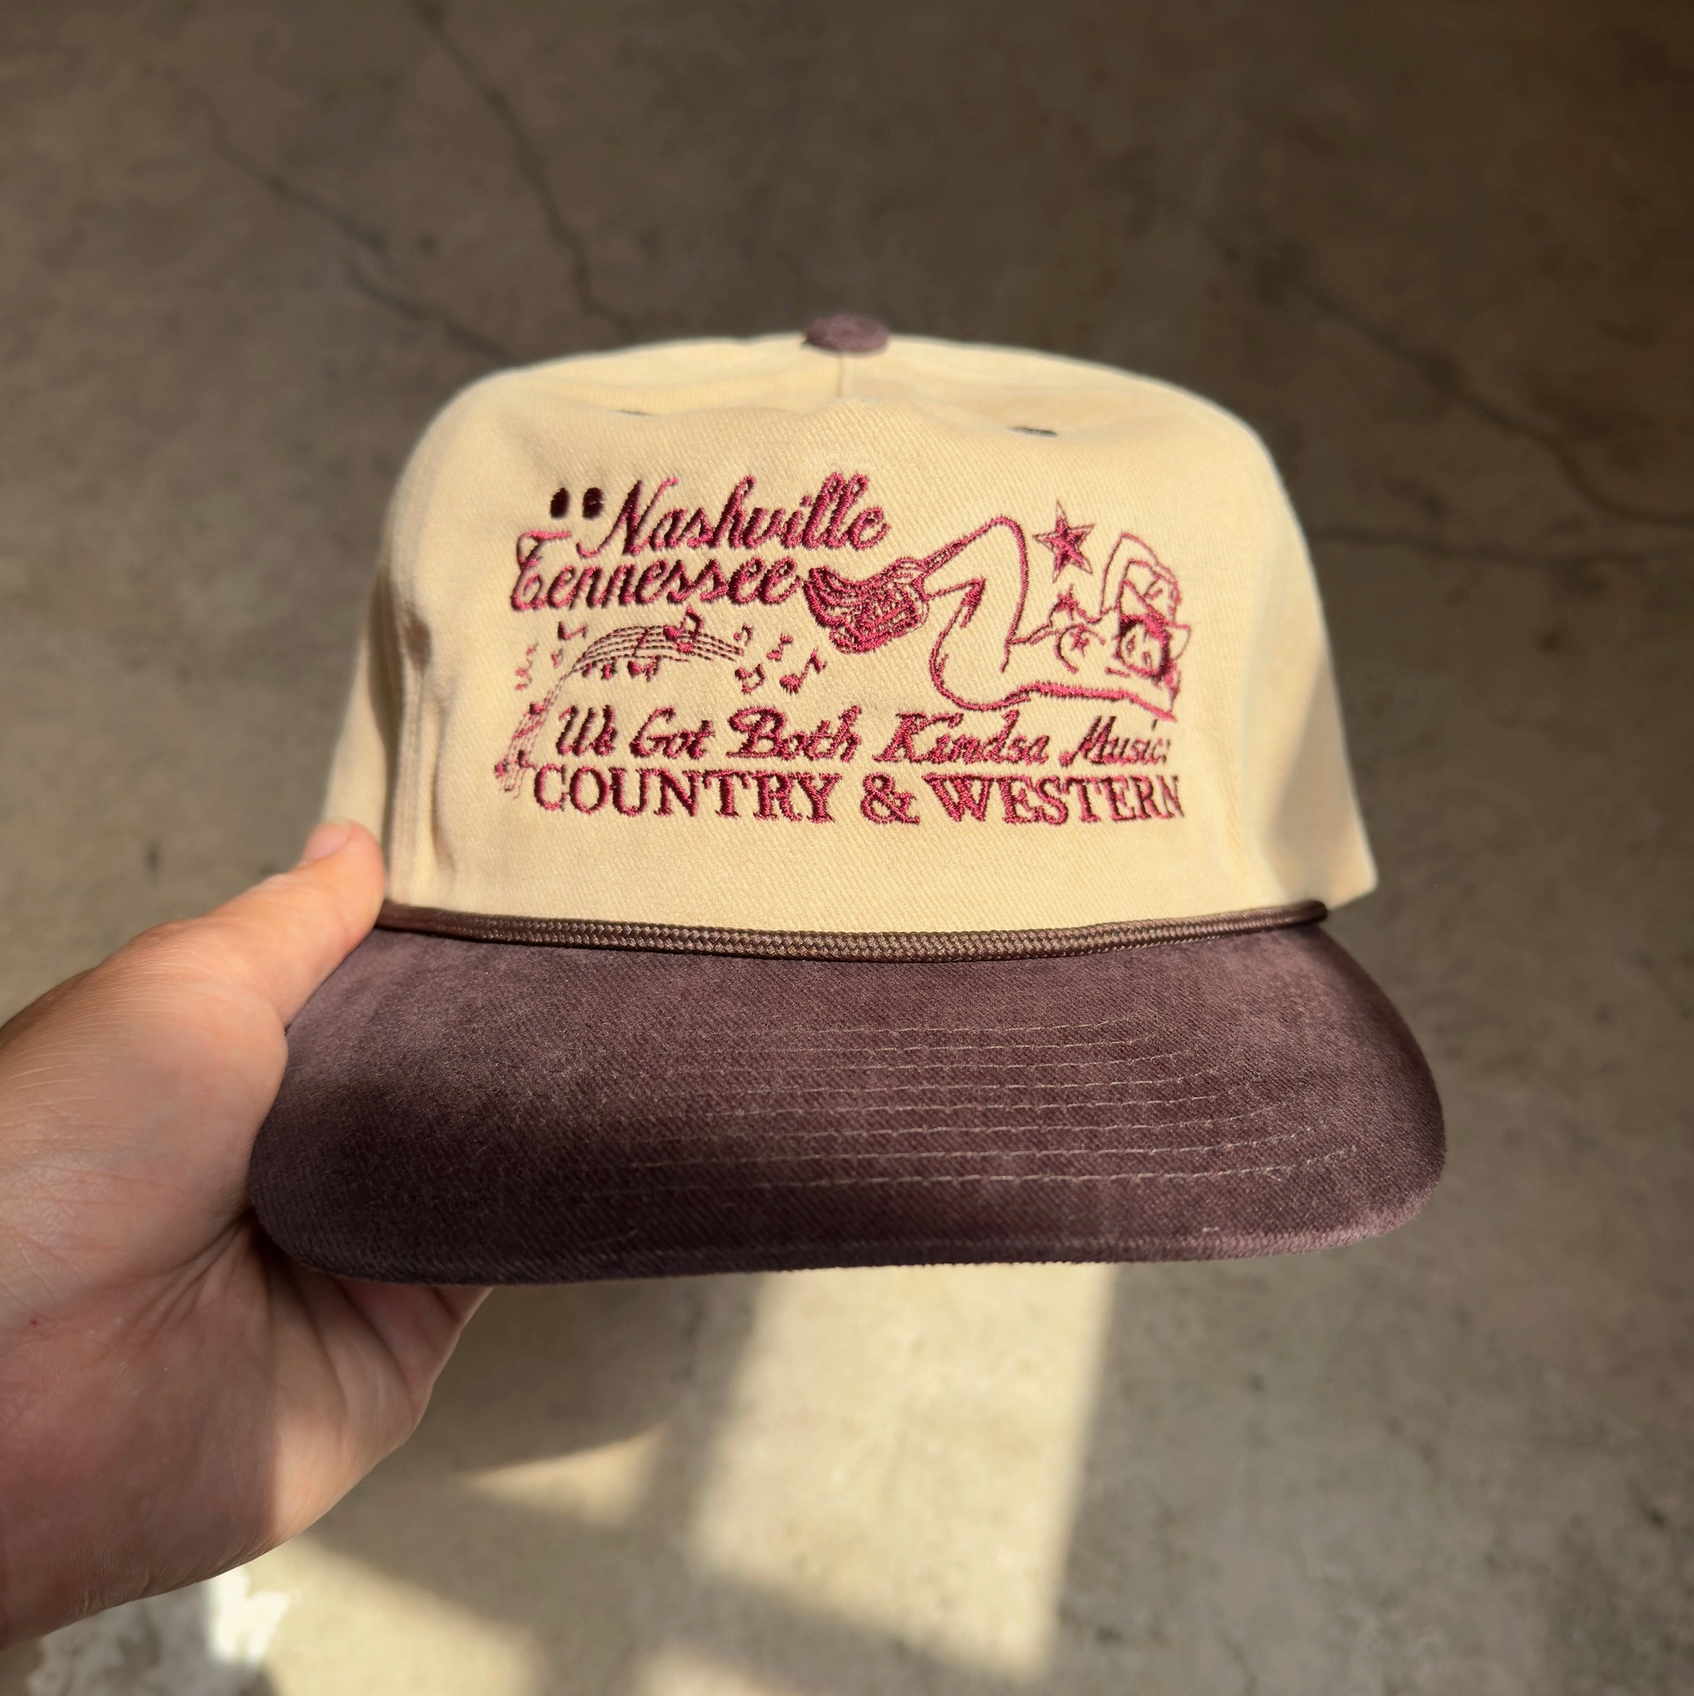 "Nashville
Tennessee
We Got Both Kindsa Music:
COUNTRY & WESTERN